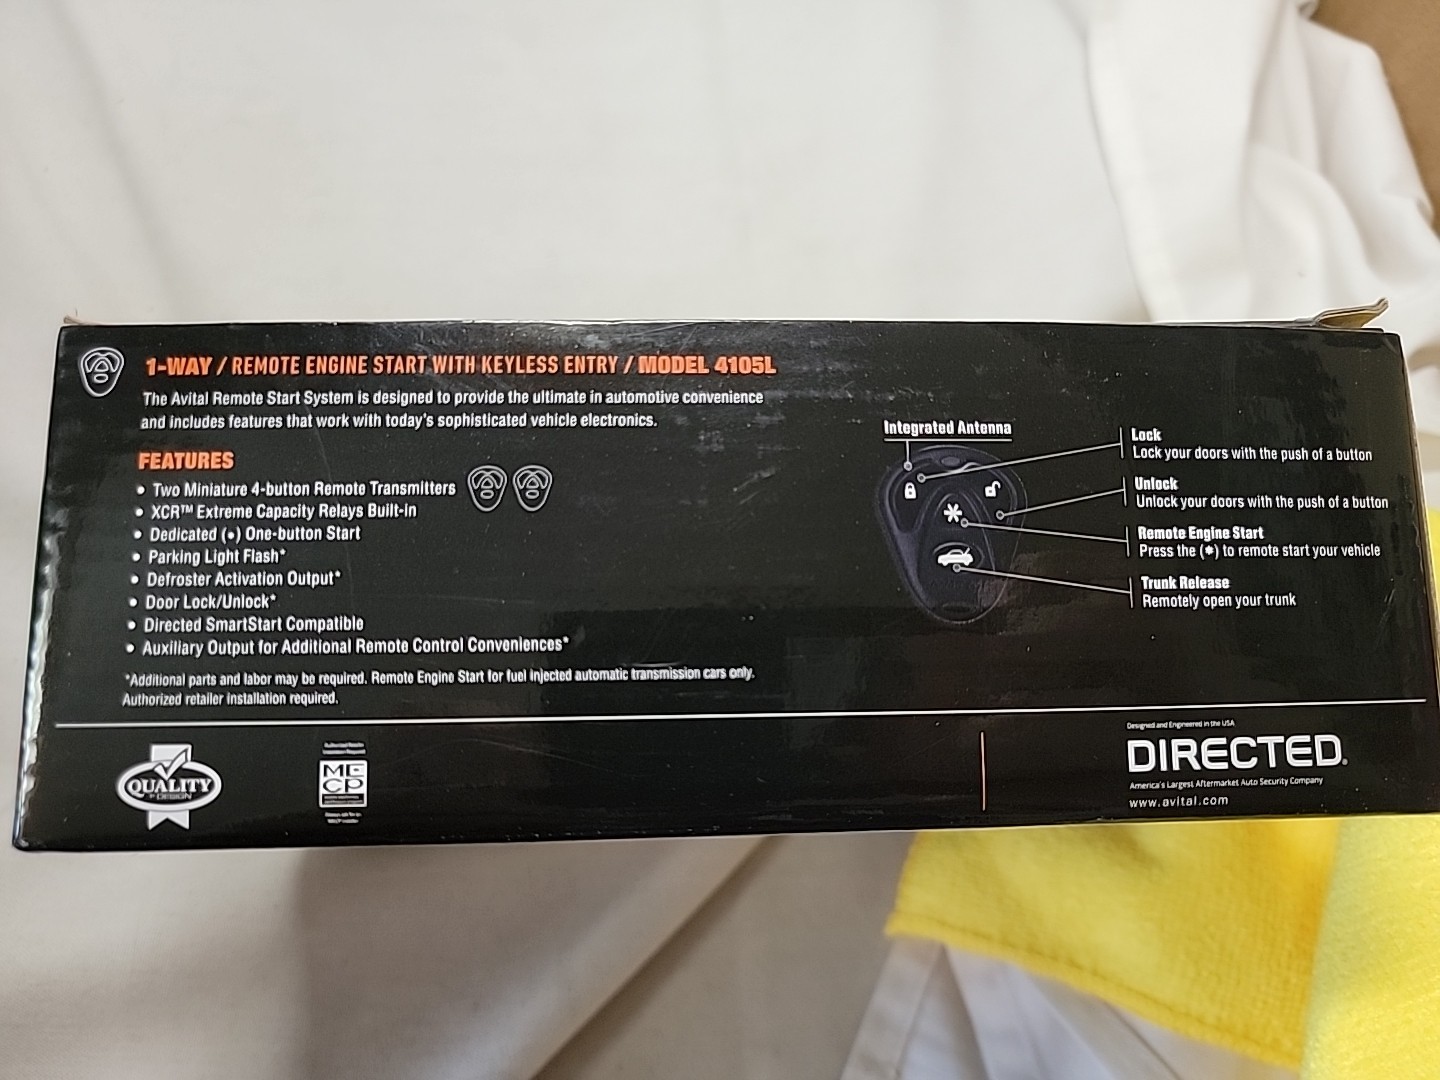 1-WAY / REMOTE ENGINE START WITH KEYLESS ENTRY / MODEL 4105L
The Avital Remote Start System is designed to provide the ultimate in automotive convenience
and includes features that work with today's sophisticated vehicle electronics.
FEATURES
• Two Miniature 4-button Remote Transmitters
• XCR™ Extreme Capacity Relays Built-in
• Dedicated (•) One-button Start
• Parking Light Flash*
• Defroster Activation Output*
• Door Lock/Unlock*
• Directed SmartStart Compatible
• Auxiliary Output for Additional Remote Control Conveniences*
*Additional parts and labor may be required. Remote Engine Start for fuel injected automatic transmission cars only.
Authorized retailer installation required.
Integrated Antenna
Lock
Lock your doors with the push of a button
Unlock
Unlock your doors with the push of a button
Remote Engine Start
Press the (*) to remote start your vehicle
Trunk Release
Remotely open your trunk
QUALITY
BY DESIGN
MECP
Designed and Engineered in the USA
DIRECTED®
America's Largest Aftermarket Auto Security Company
www.avital.com